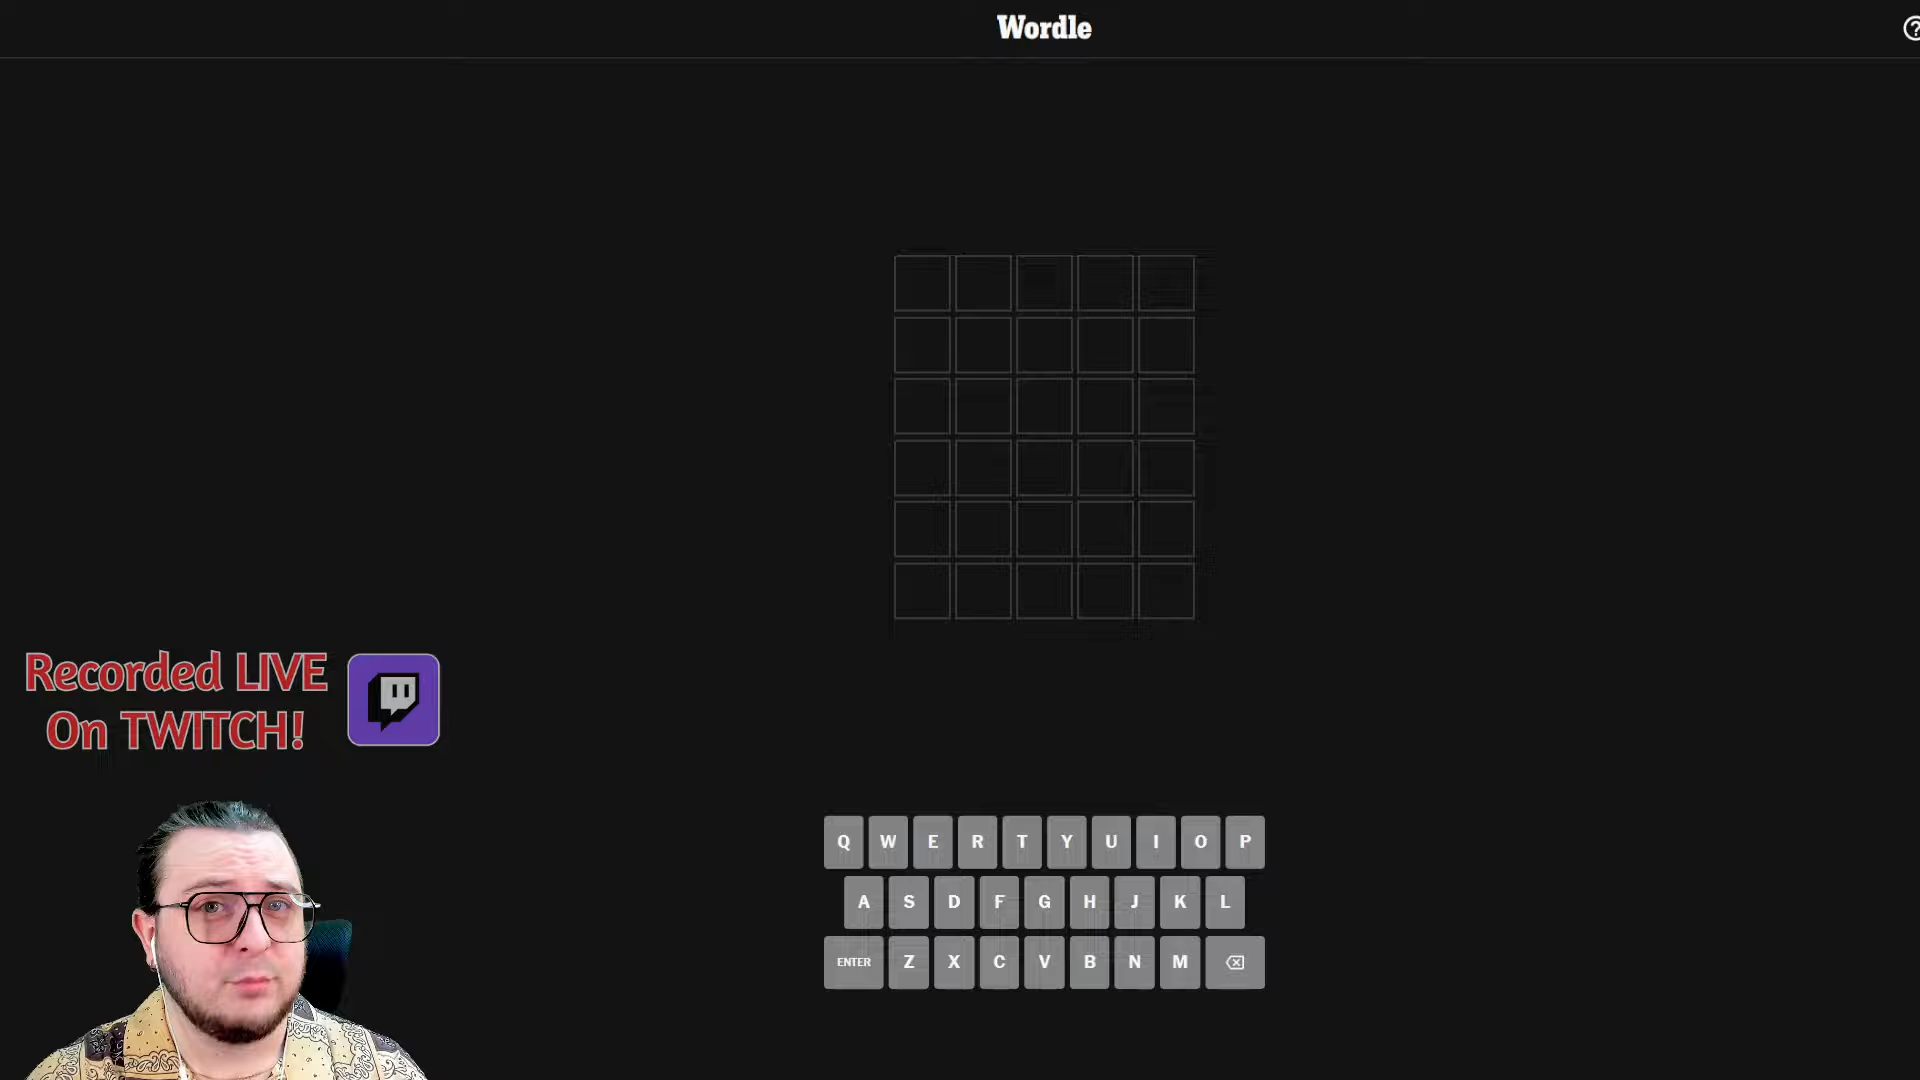 Wordle
Recorded LIVE
On TWITCH!
Q W E R T Y U I O P
A S D F G H J K L
ENTER Z X C V B N M